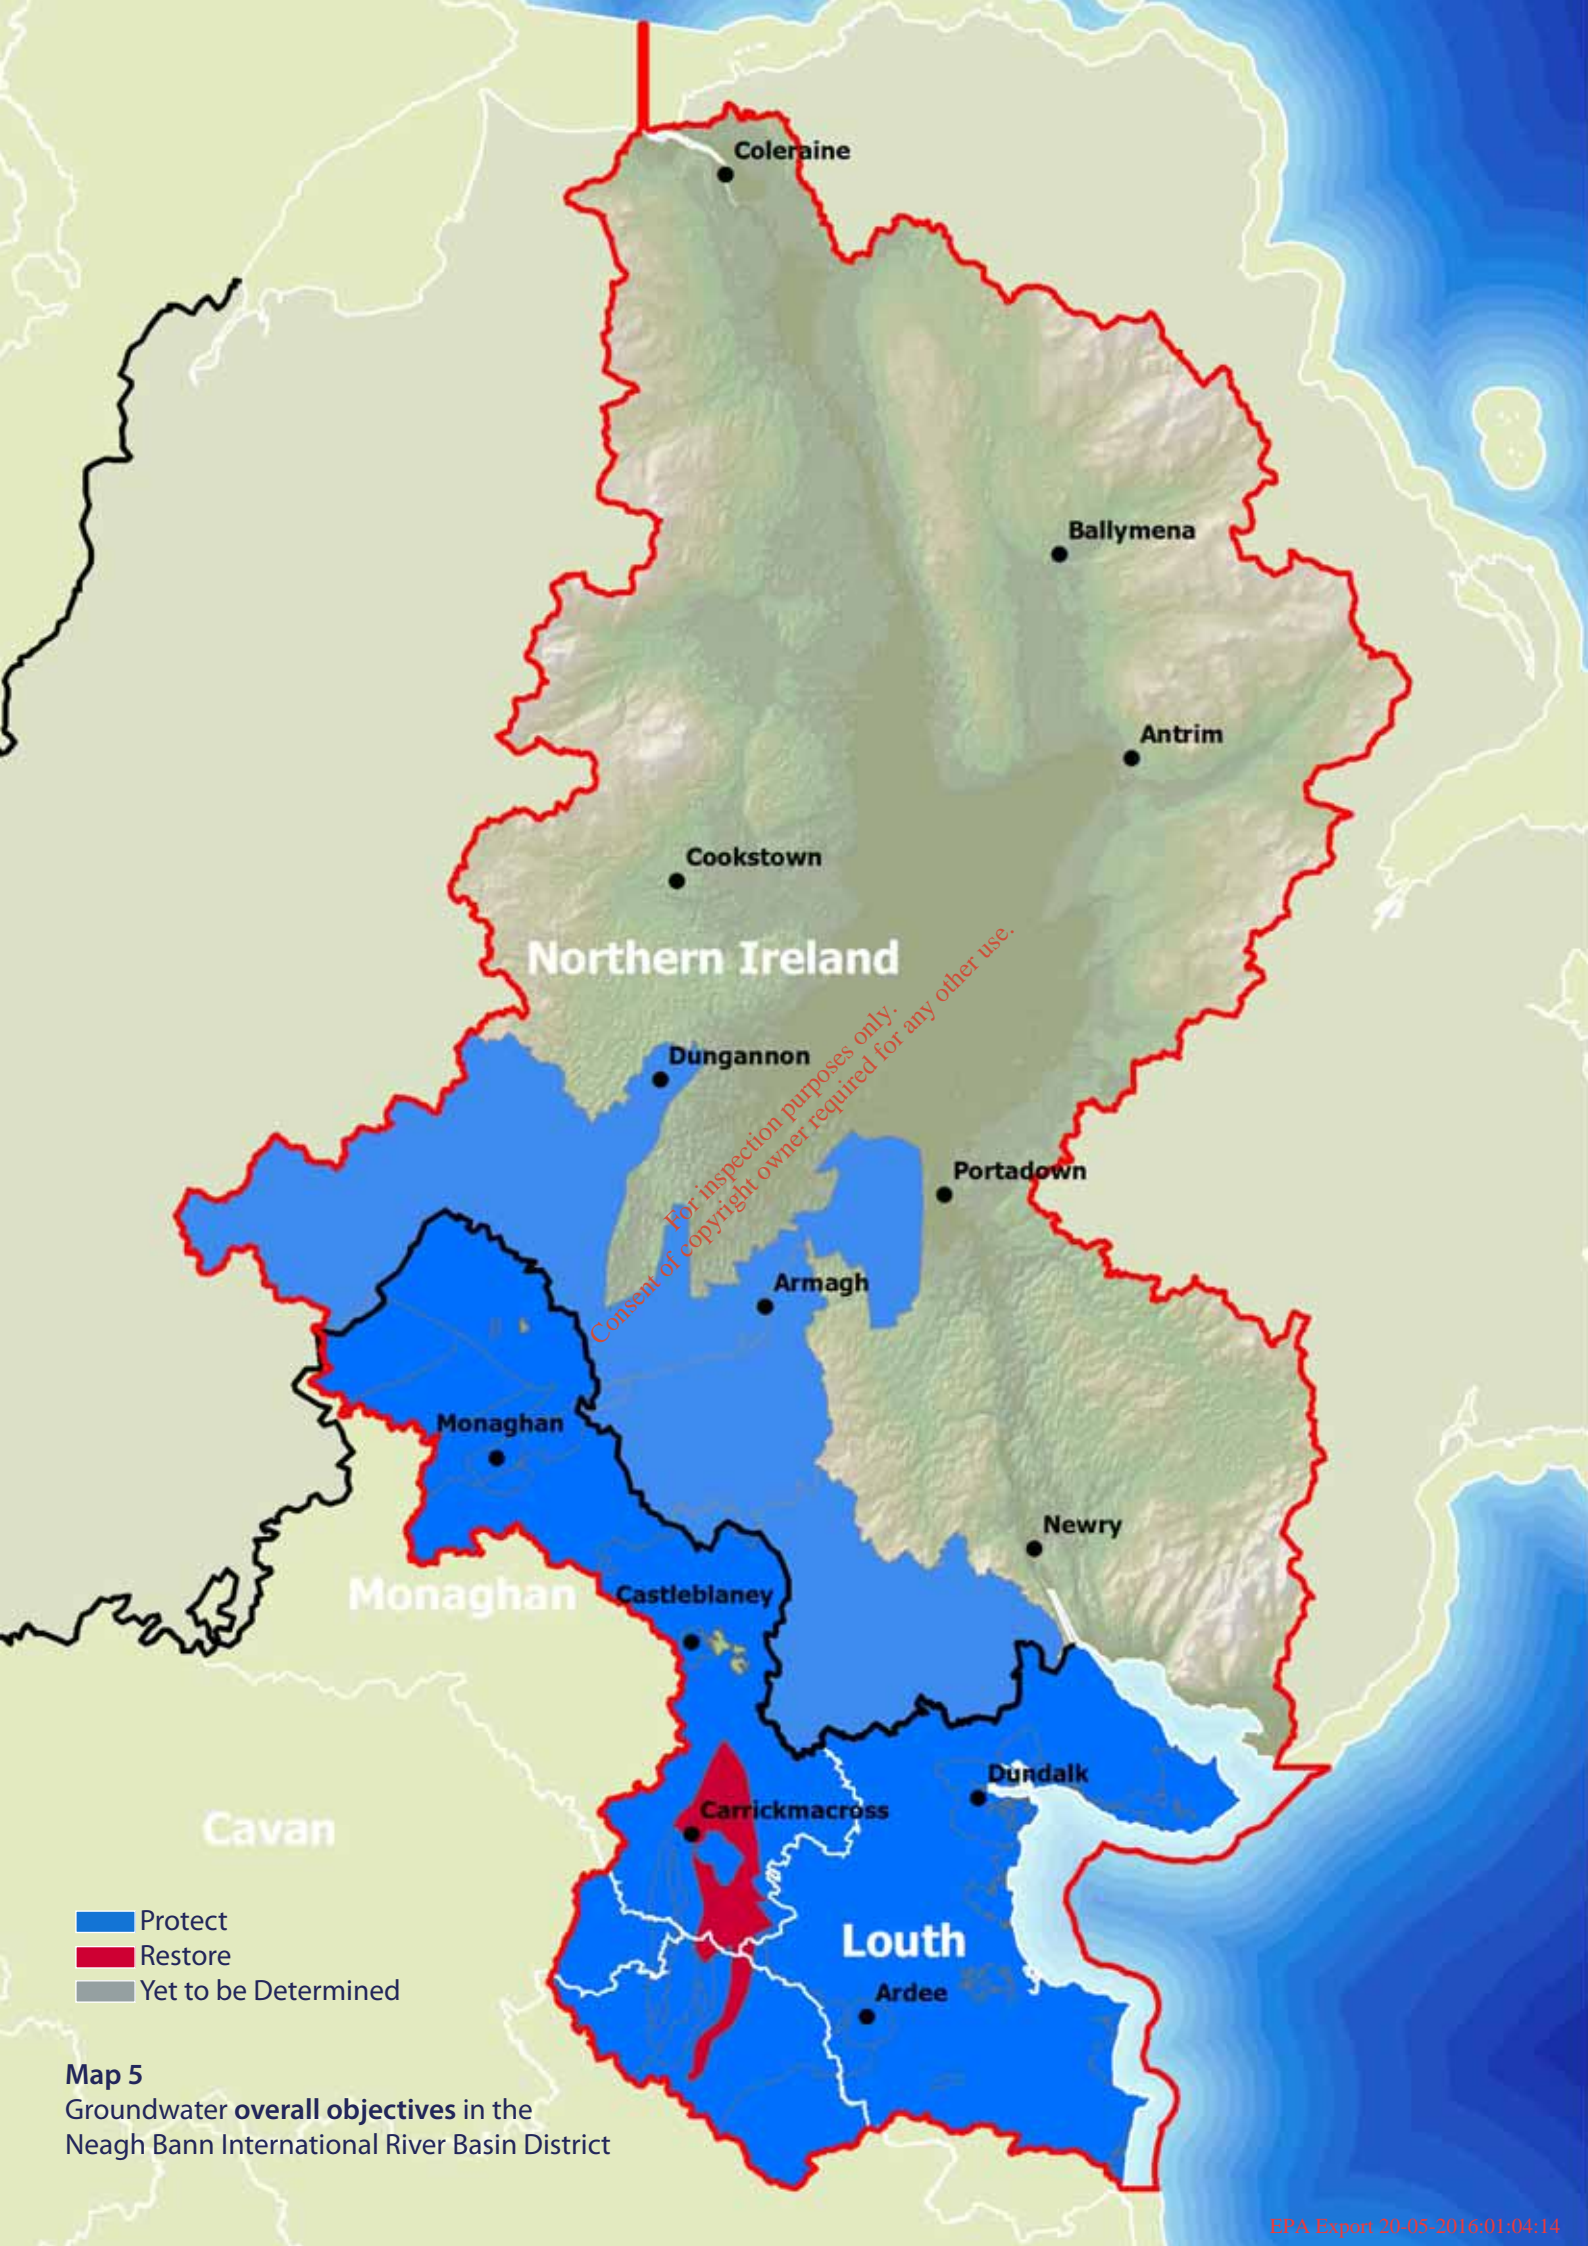 Coleraine
Ballymena
Antrim
Cookstown
Northern Ireland
For inspection purposes only.
Consent of copyright owner required for any other use.
Dungannon
Portadown
Armagh
Monaghan
Newry
Monaghan
Castleblaney
Dundalk
Carrickmacross
Cavan
Louth
Ardee
Protect
Restore
Yet to be Determined
Map 5
Groundwater overall objectives in the
Neagh Bann International River Basin District
EPA Export 20-05-2016:01:04:14